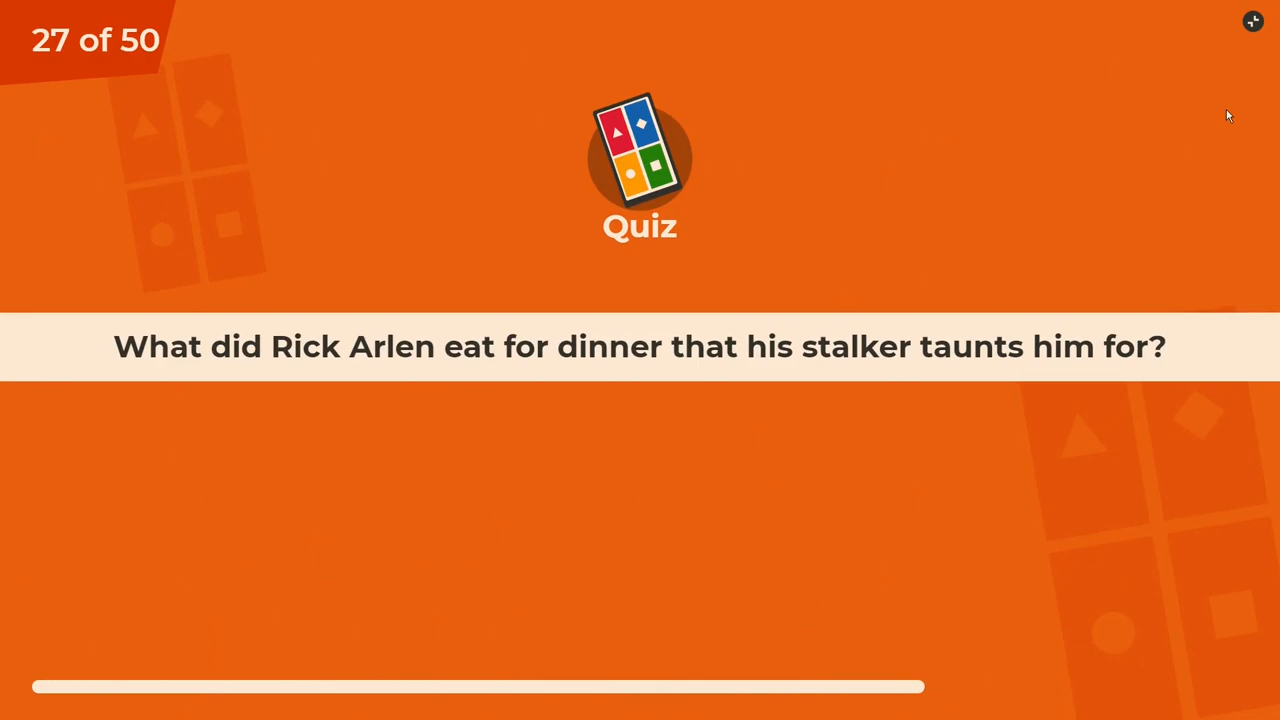 27 of 50
Quiz
What did Rick Arlen eat for dinner that his stalker taunts him for?